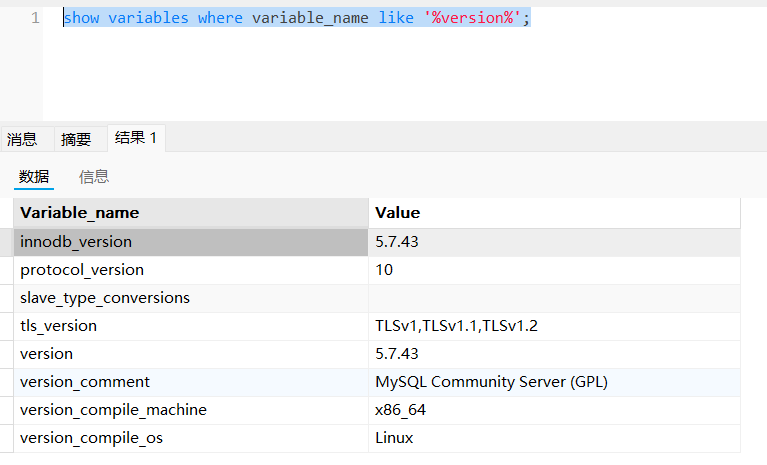 1 show variables where variable_name like '%version%';
消息 摘要 结果 1
数据 信息
Variable_name Value
innodb_version 5.7.43
protocol_version 10
slave_type_conversions
tls_version TLSv1,TLSv1.1,TLSv1.2
version 5.7.43
version_comment MySQL Community Server (GPL)
version_compile_machine x86_64
version_compile_os Linux